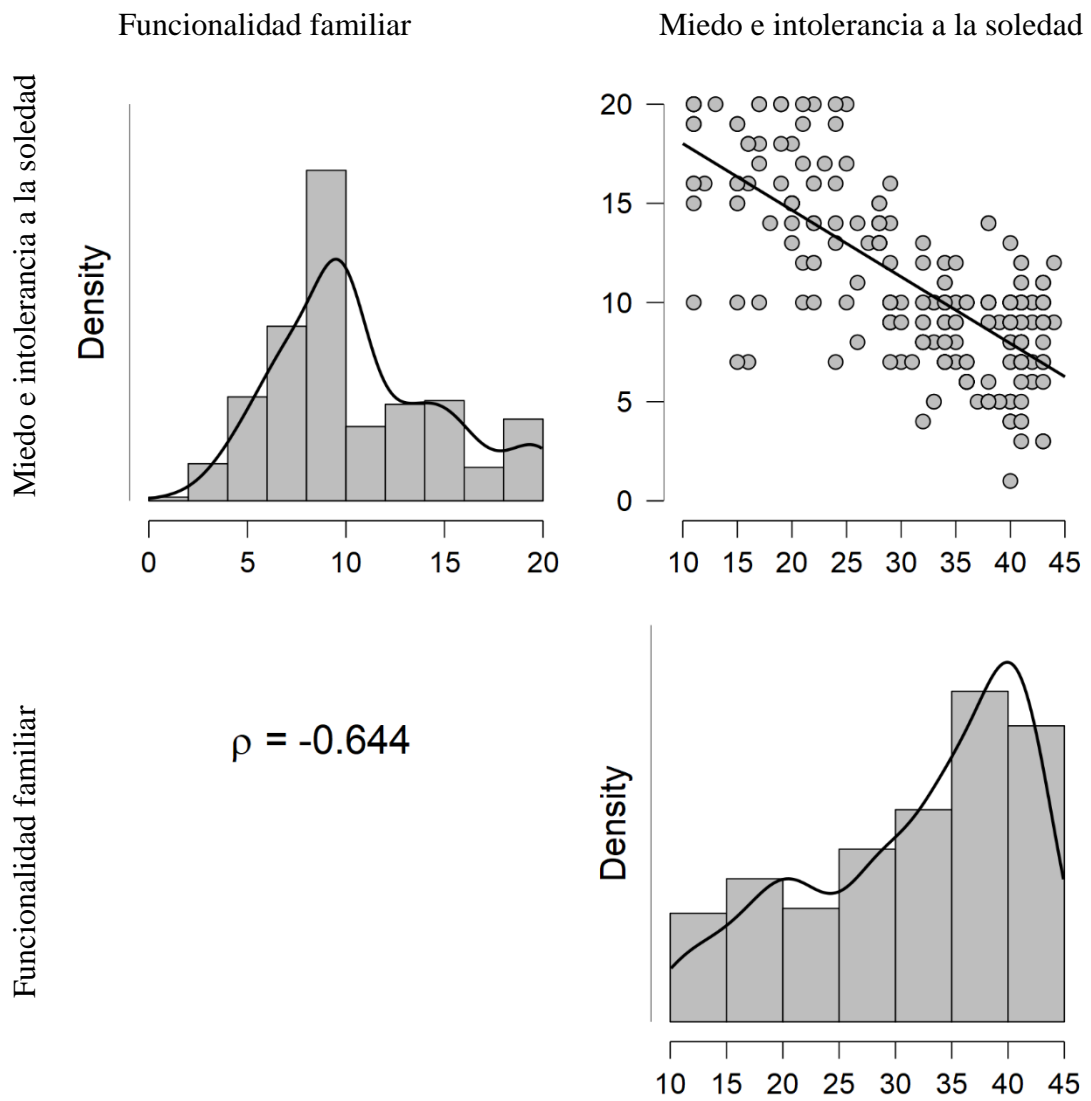 Funcionalidad familiar
Miedo e intolerancia a la soledad
Miedo e intolerancia a la soledad
Density
0 5 10 15 20
20
15
10
5
0
10 15 20 25 30 35 40 45
Funcionalidad familiar
ρ = -0.644
Density
10 15 20 25 30 35 40 45